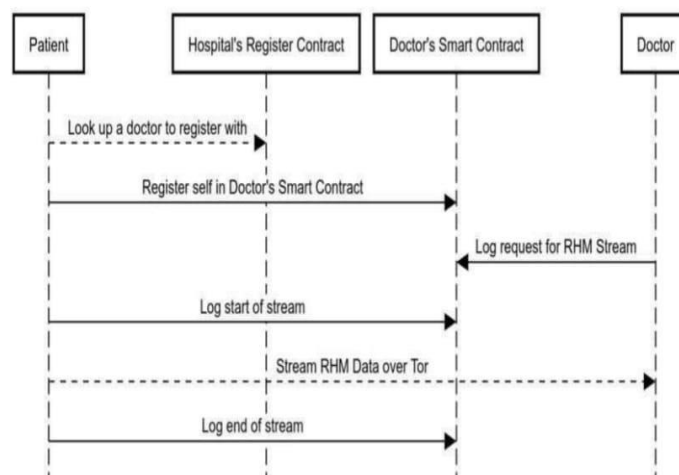 Patient
Hospital's Register Contract
Doctor's Smart Contract
Doctor
Look up a doctor to register with
Register self in Doctor's Smart Contract
Log request for RHM Stream
Log start of stream
Stream RHM Data over Tor
Log end of stream